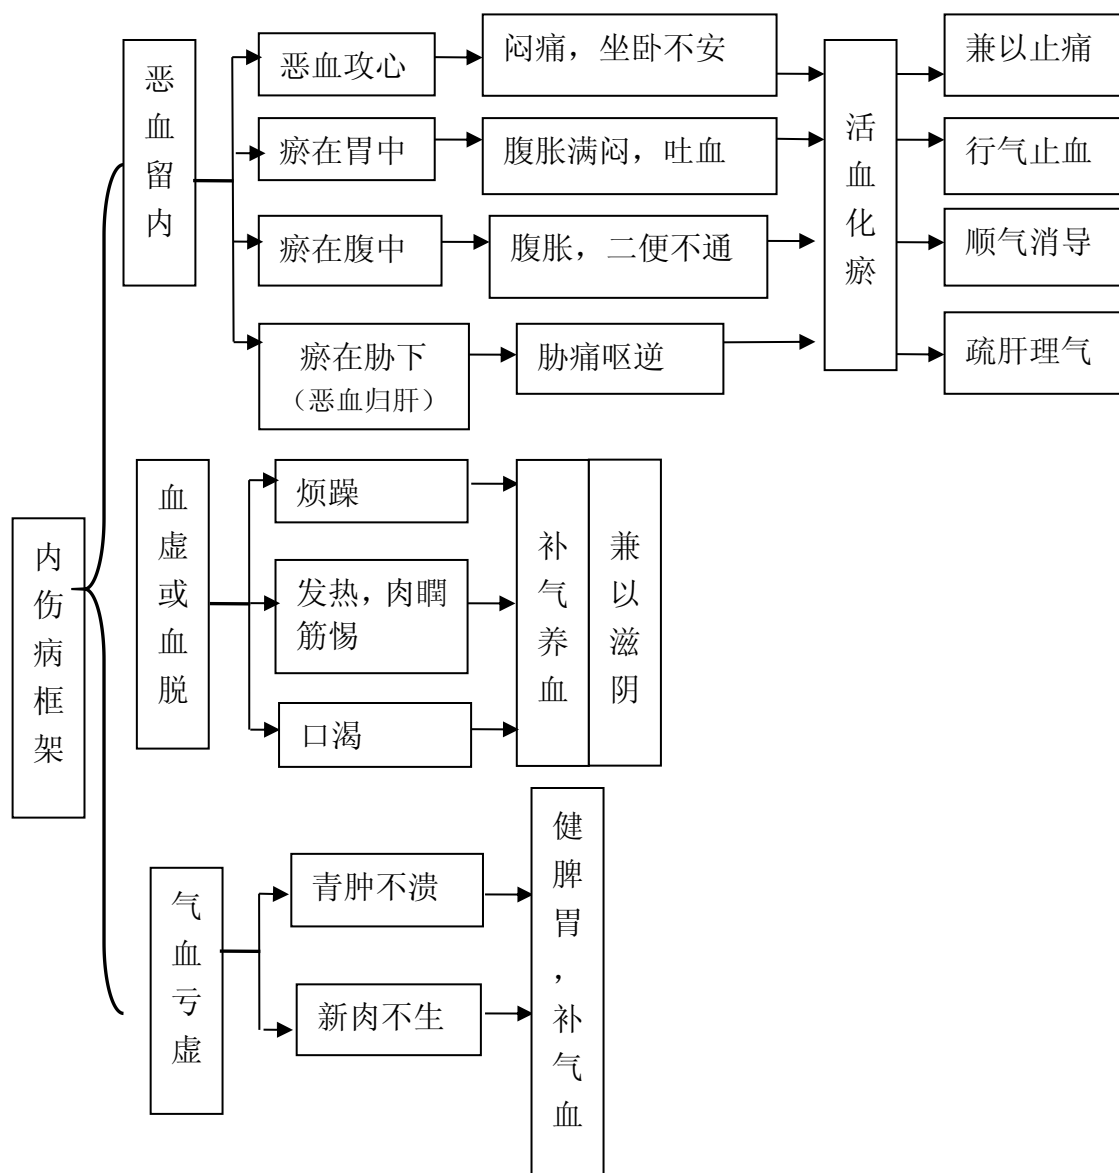 内伤病框架
恶血留内
恶血攻心
闷痛，坐卧不安
瘀在胃中
腹胀满闷，吐血
瘀在腹中
腹胀，二便不通
瘀在胁下
（恶血归肝）
胁痛呕逆
活血化瘀
兼以止痛
行气止血
顺气消导
疏肝理气
血虚或血脱
烦躁
发热，肉瞤
筋惕
口渴
补气养血
兼以滋阴
气血亏虚
青肿不溃
新肉不生
健脾胃，补气血